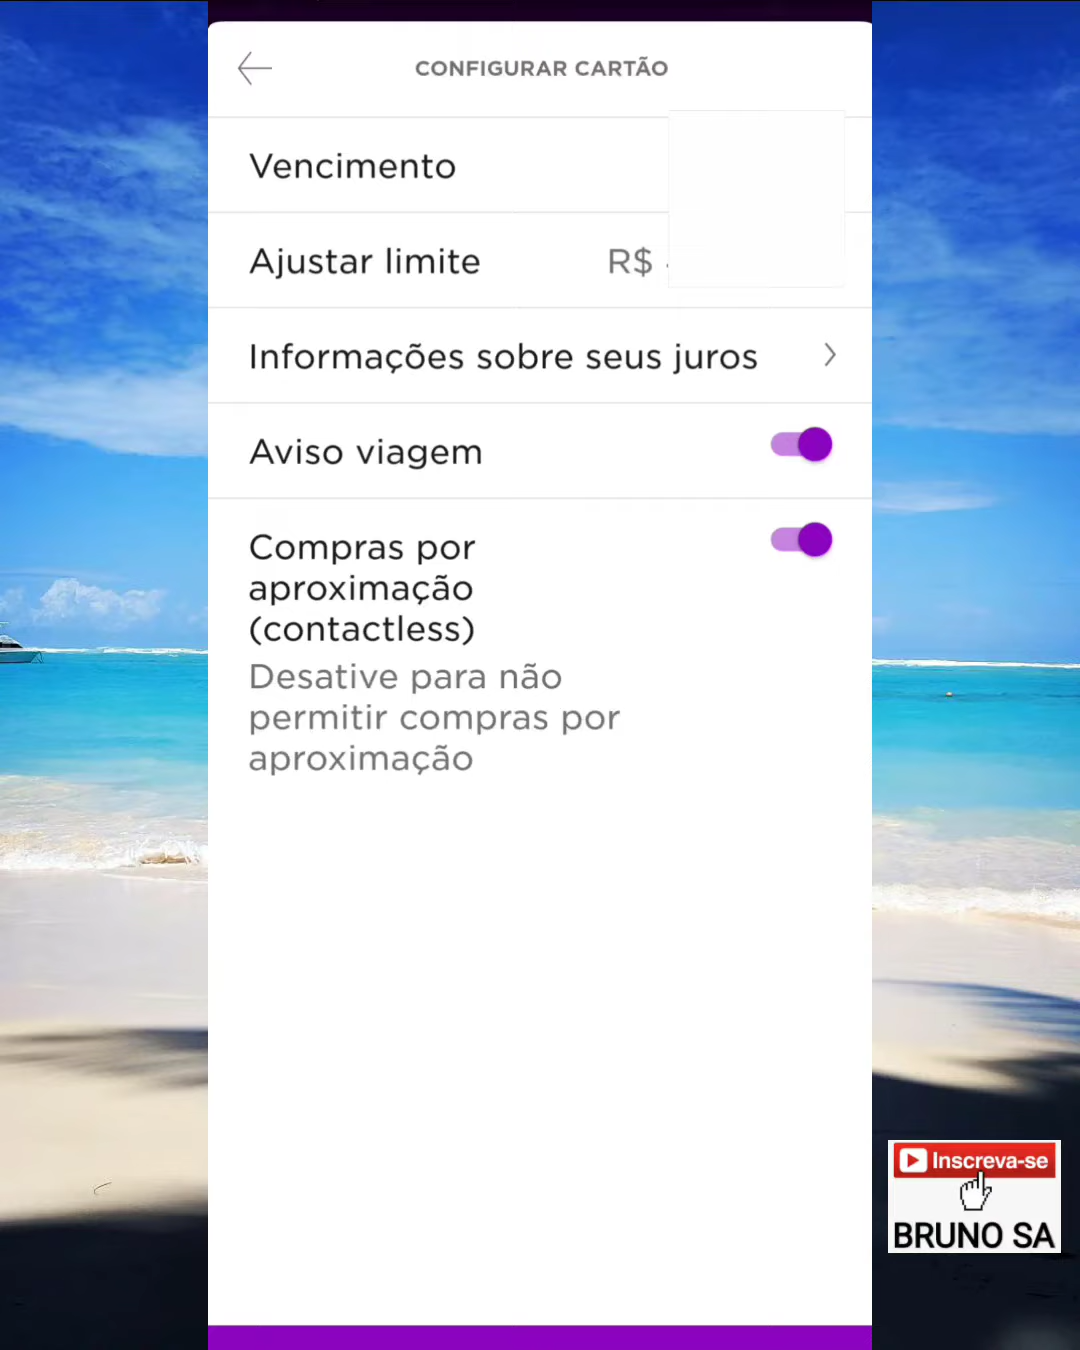 CONFIGURAR CARTÃO
Vencimento
Ajustar limite R$
Informações sobre seus juros
Aviso viagem
Compras por
aproximação
(contactless)
Desative para não
permitir compras por
aproximação
Inscreva-se
BRUNO SA